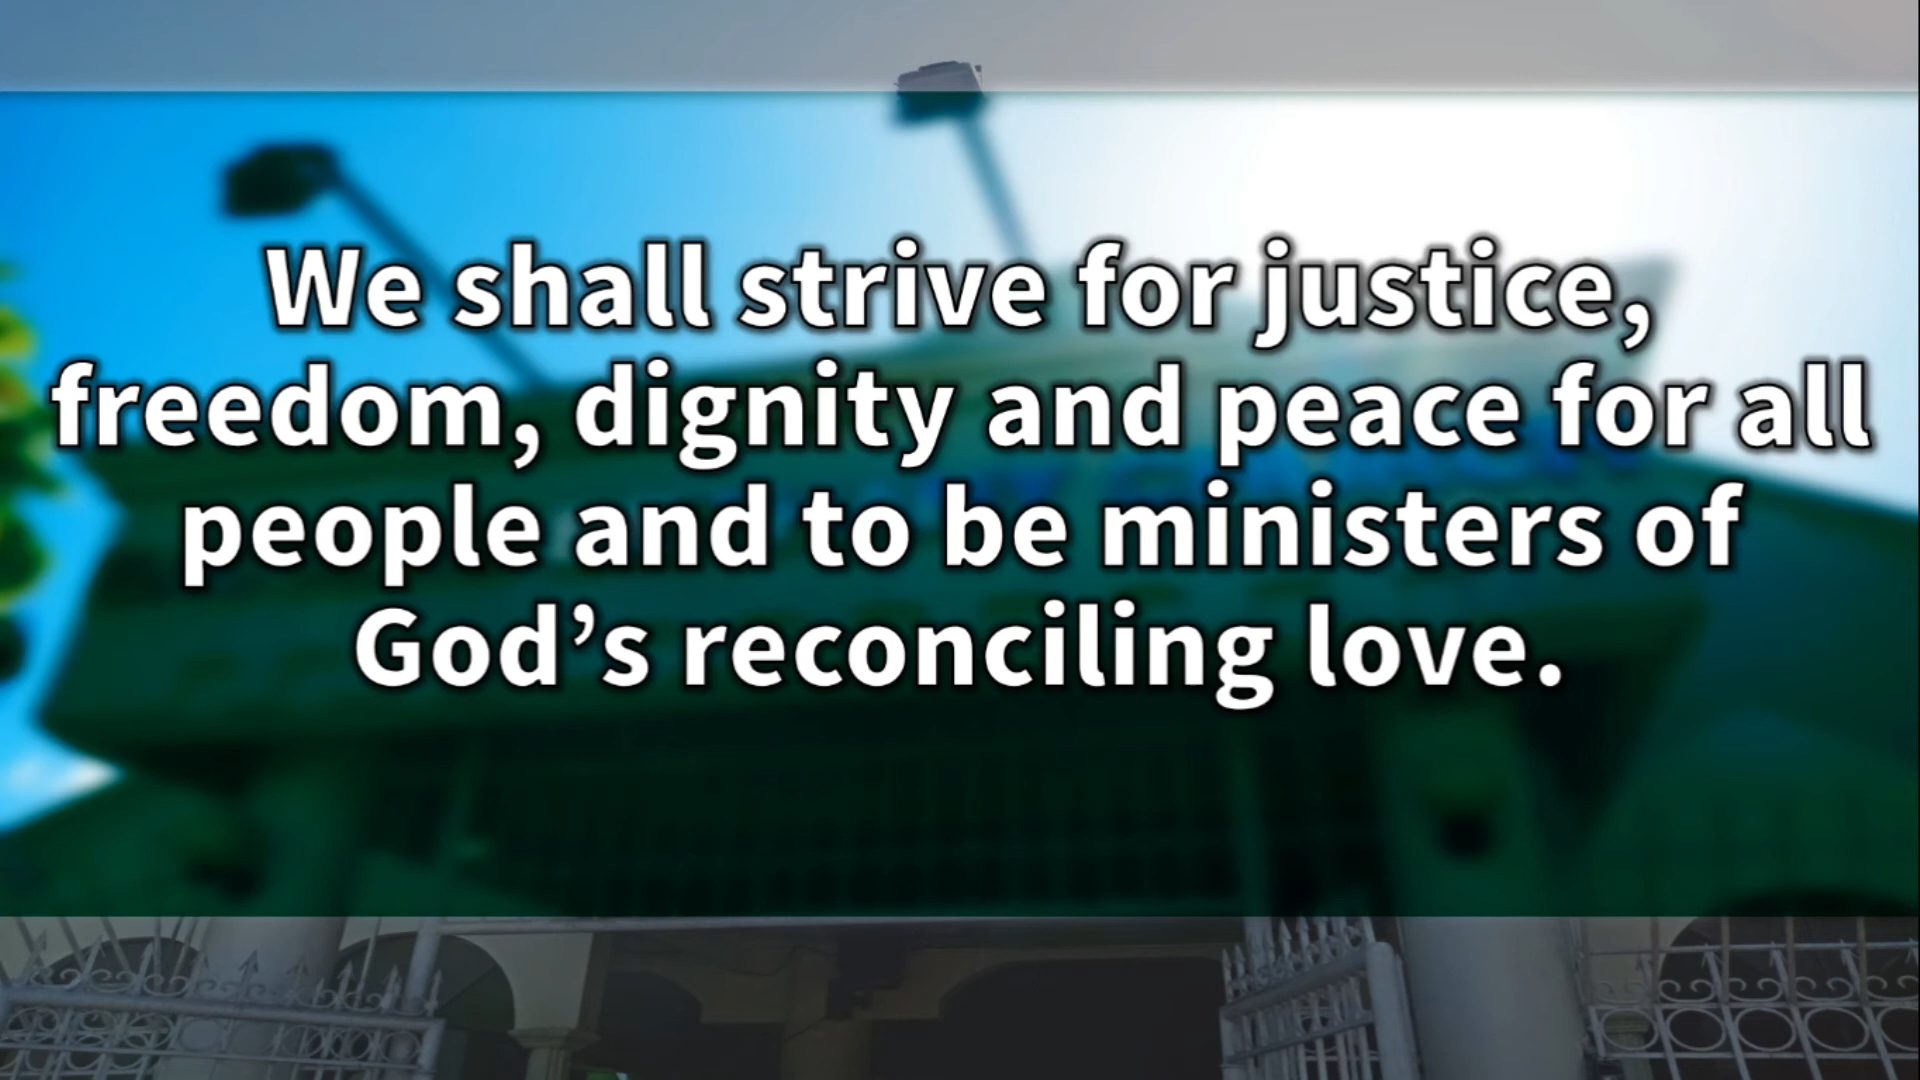 We shall strive for justice,
freedom, dignity and peace for all
people and to be ministers of
God’s reconciling love.